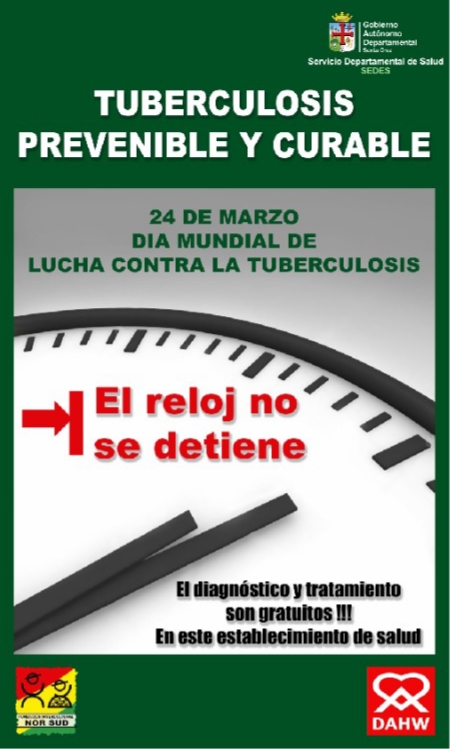 Gobierno
Autónomo
Departamental
Santa Cruz
Servicio Departamental de Salud
SEDES
TUBERCULOSIS
PREVENIBLE Y CURABLE
24 DE MARZO
DIA MUNDIAL DE
LUCHA CONTRA LA TUBERCULOSIS
El reloj no
se detiene
El diagnóstico y tratamiento
son gratuitos !!!
En este establecimiento de salud
NOR SUD
DAHW